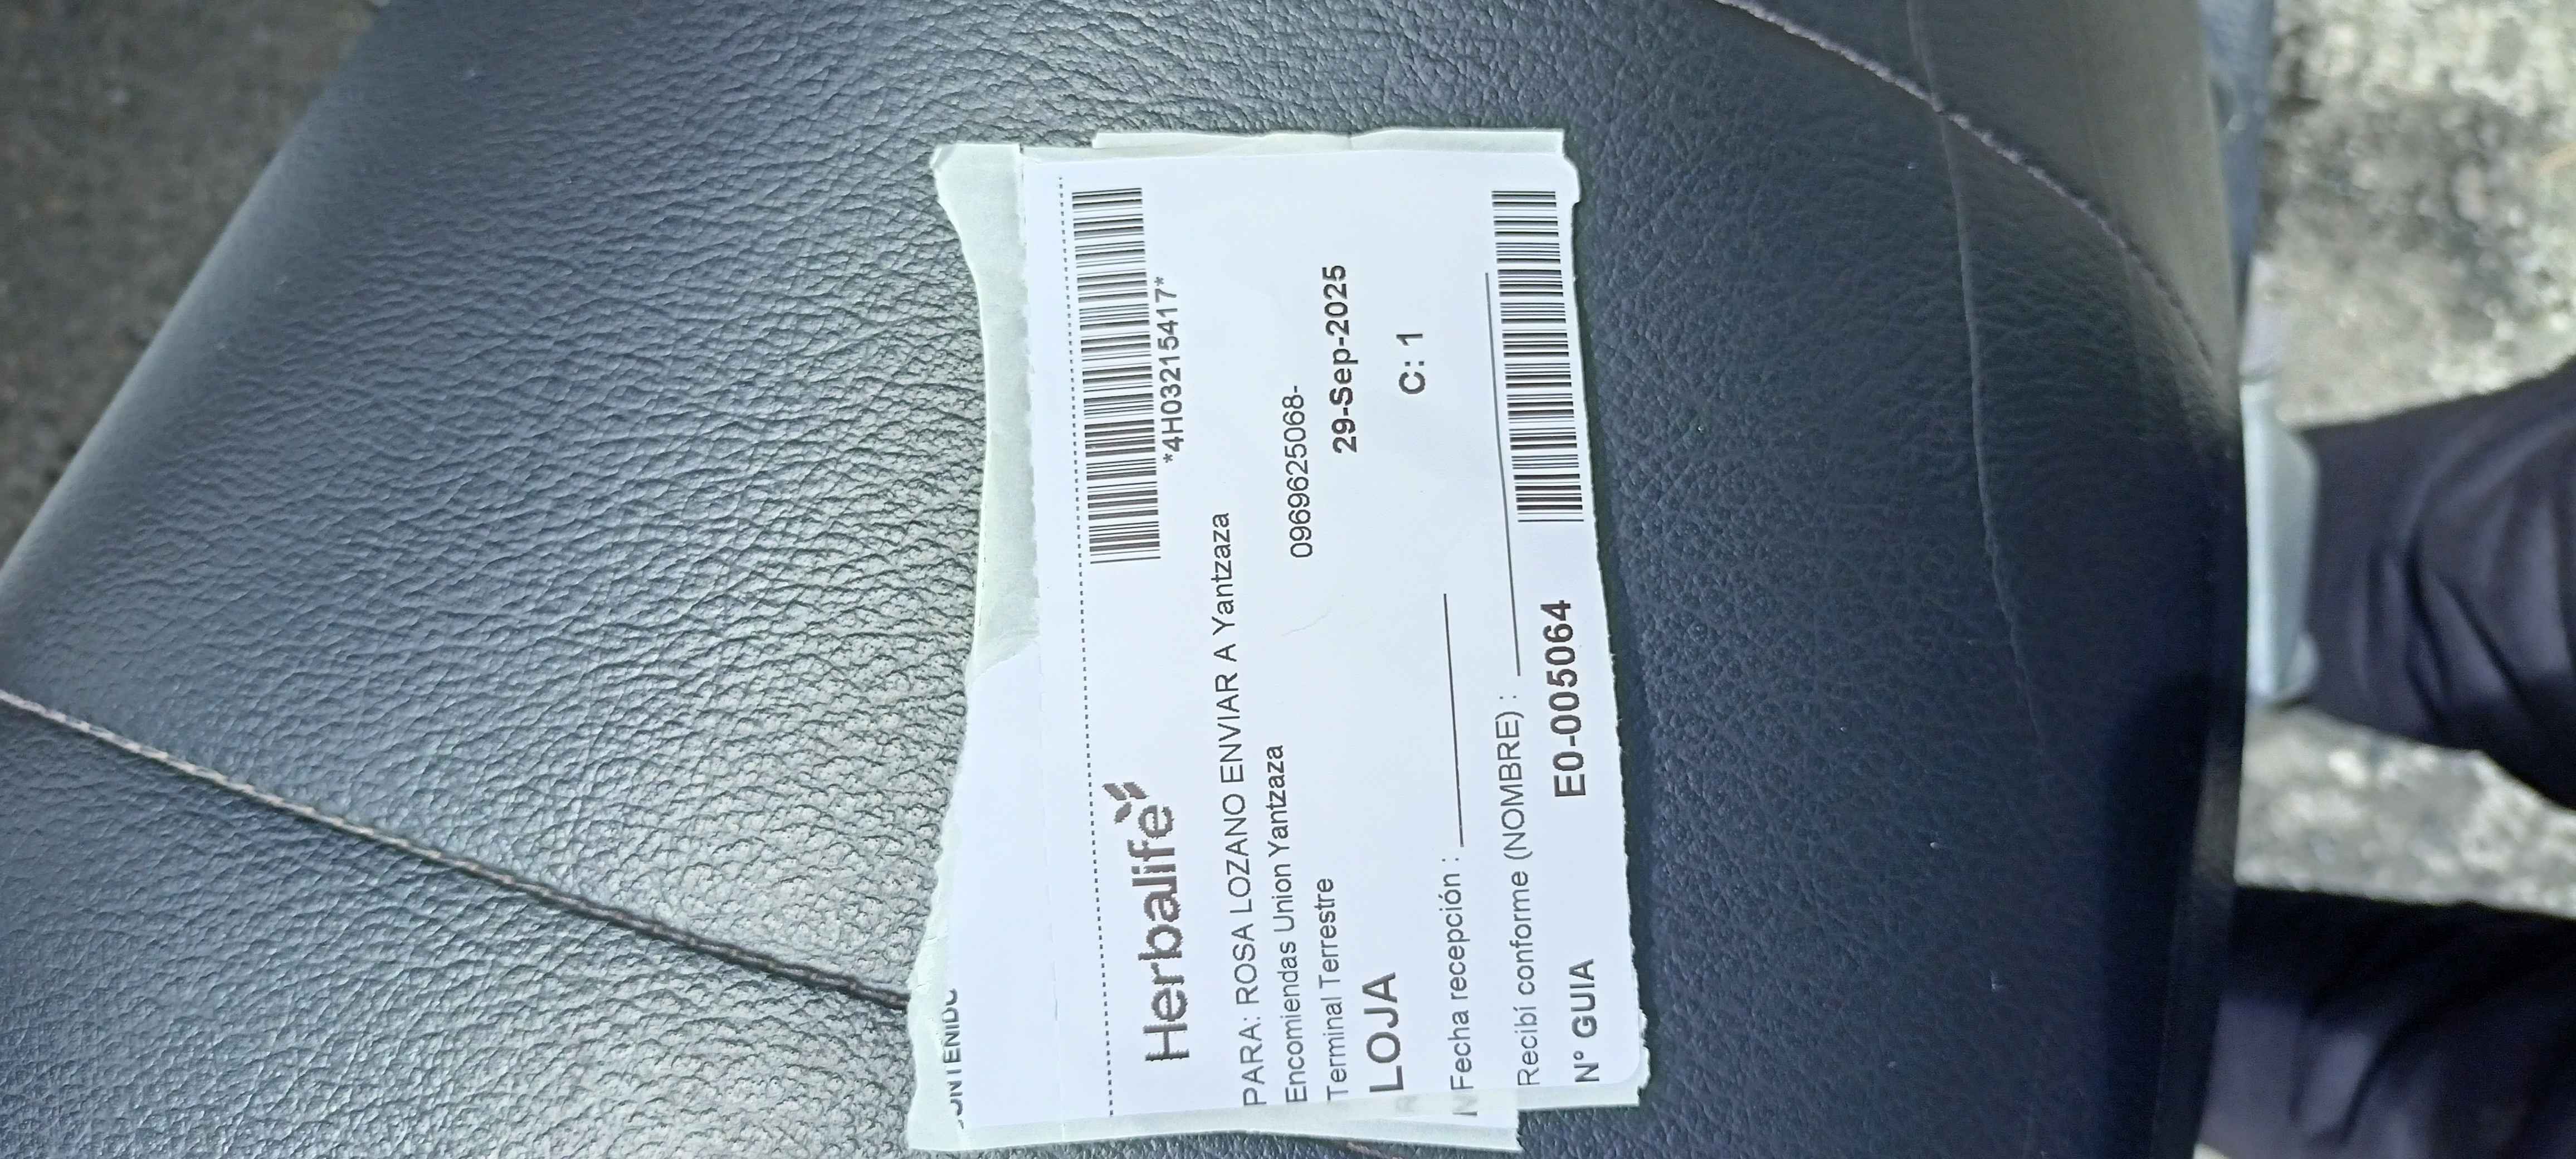 Herbalife
*4H03215417*
PARA: ROSA LOZANO ENVIAR A Yantzaza
Encomiendas Union Yantzaza
0969625068-
Terminal Terrestre
29-Sep-2025
LOJA
C: 1
Fecha recepción :
Recibí conforme (NOMBRE) :
N° GUIA E0-005064